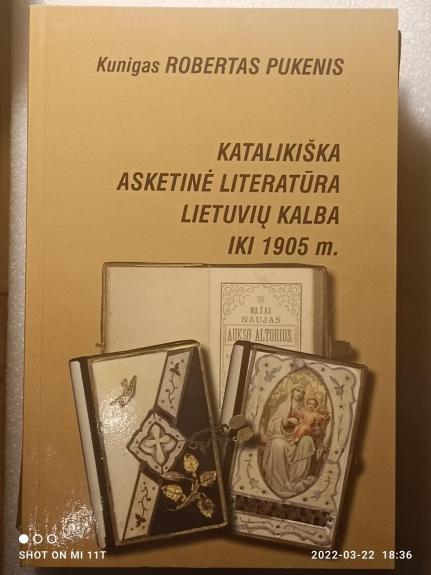 Kunigas ROBERTAS PUKENIS
KATALIKIŠKA
ASKETINĖ LITERATŪRA
LIETUVIŲ KALBA
IKI 1905 m.
MAŻAS
NAUJAS
AUKSO ALTORIUS,
SHOT ON MI 11T
2022-03-22 18:36